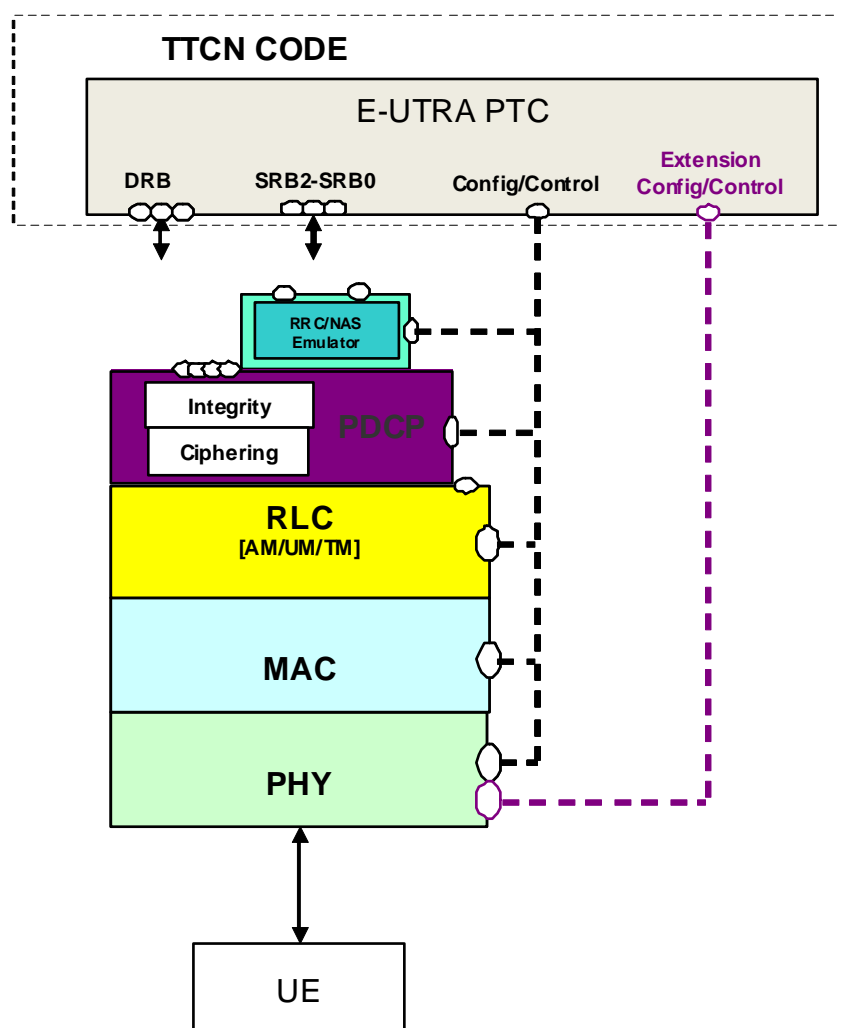 TTCN CODE
E-UTRA PTC
DRB
SRB2-SRB0
Config/Control
Extension
Config/Control
RRC/NAS
Emulator
Integrity
Ciphering
PDCP
RLC
[AM/UM/TM]
MAC
PHY
UE